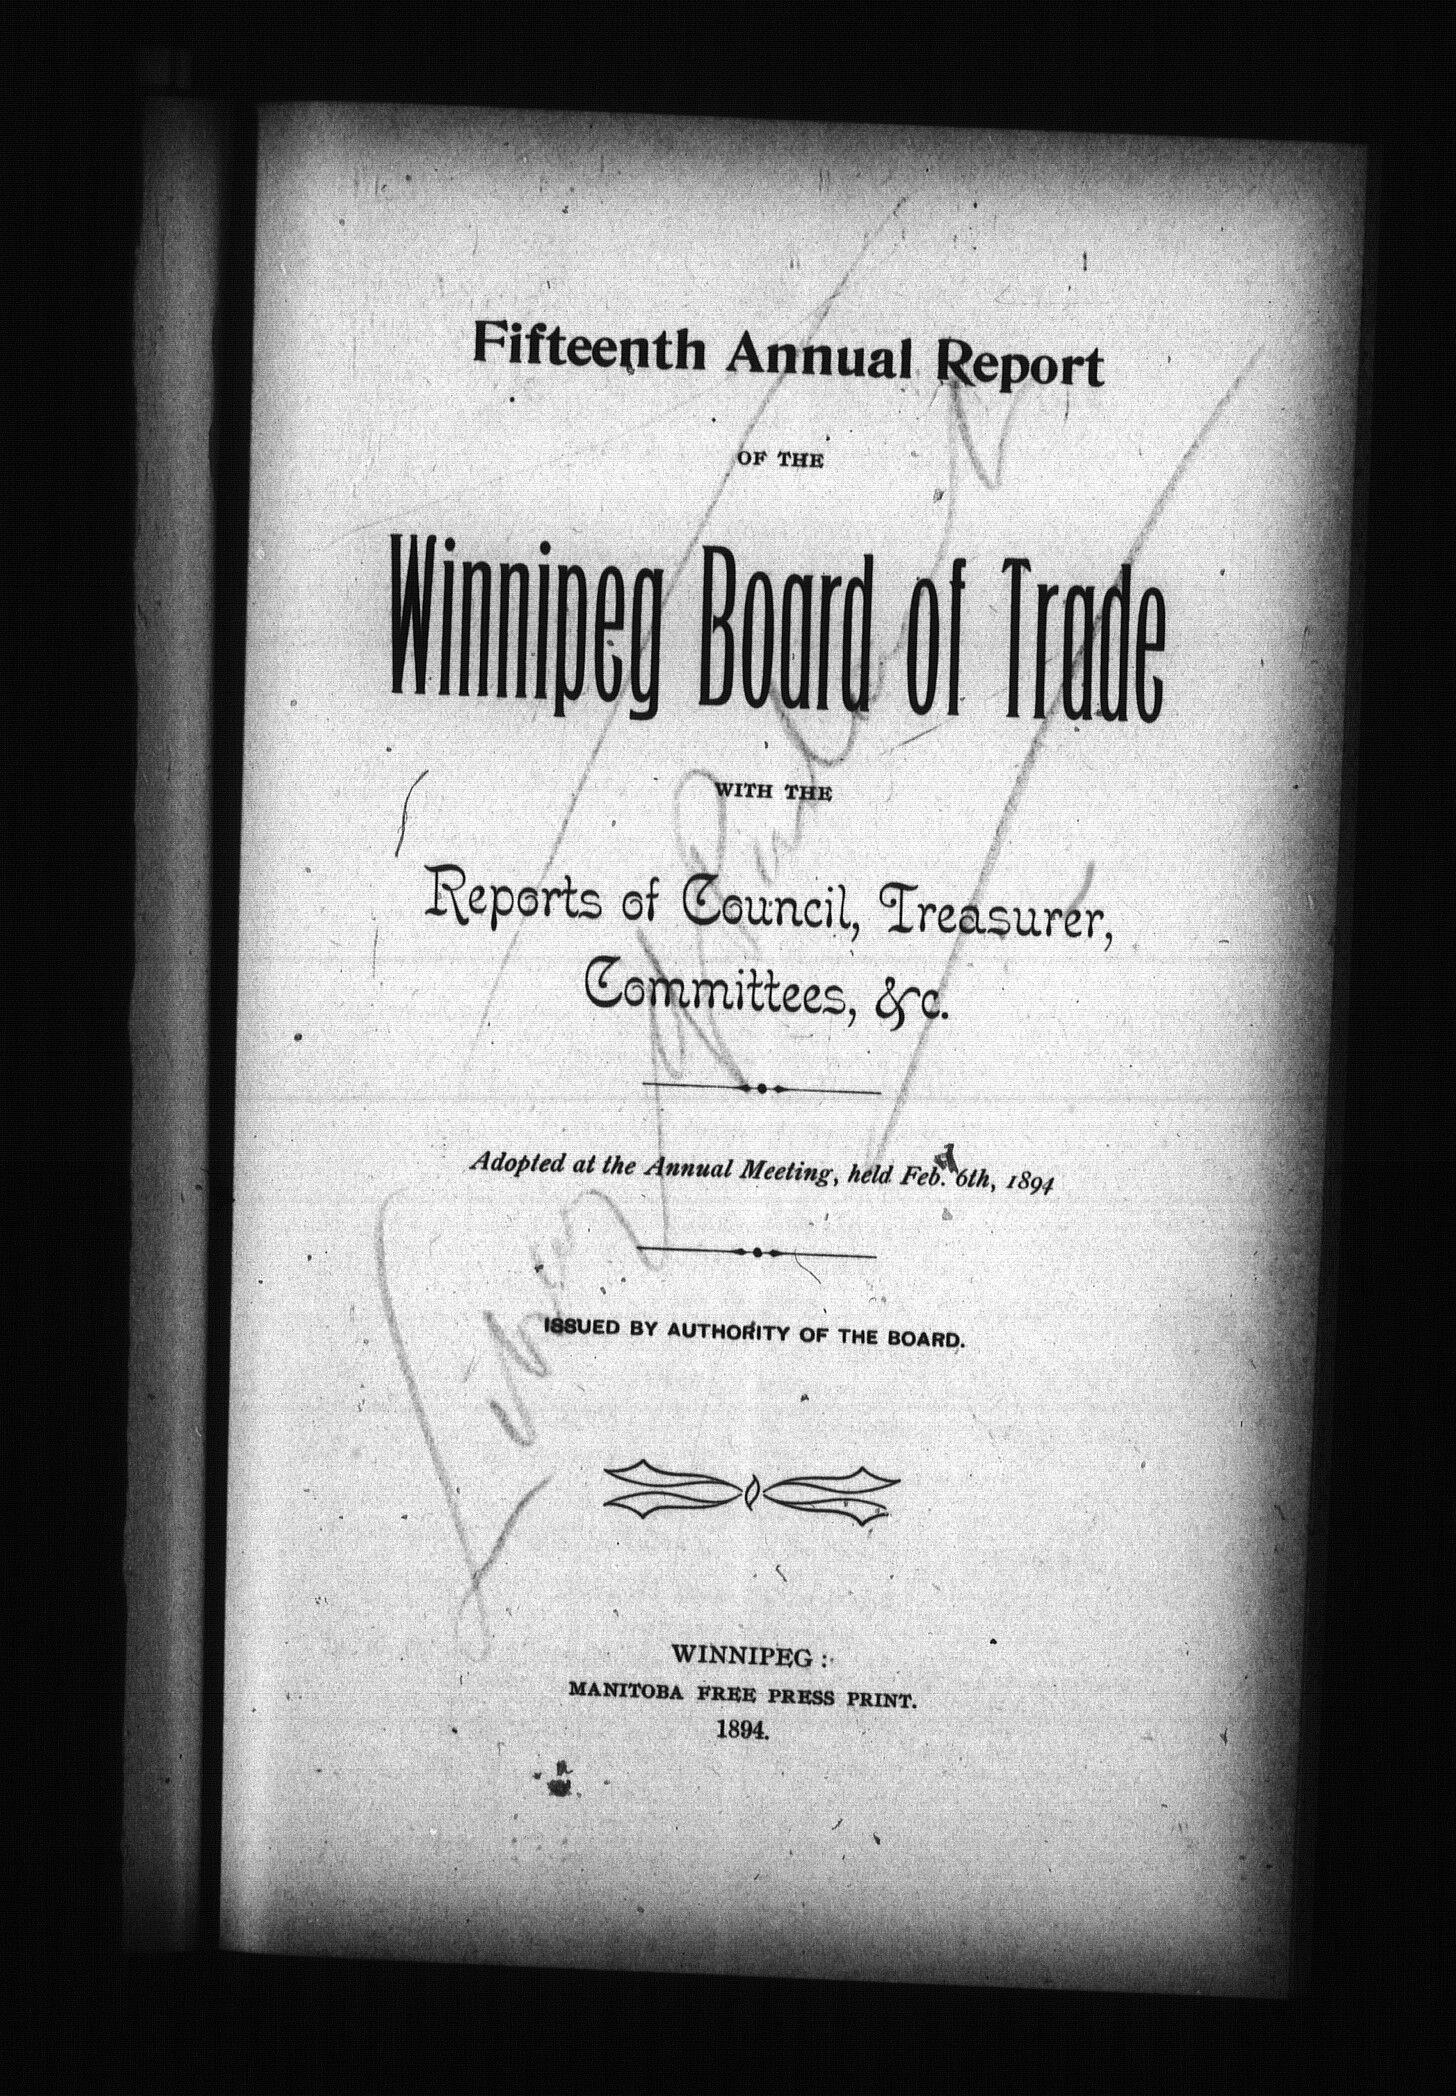 Fifteenth Annual Report
OF THE
Winnipeg Board of Trade
WITH THE
Reports of Council, Treasurer,
Committees, &c.
Adopted at the Annual Meeting, held Feb. 6th, 1894
ISSUED BY AUTHORITY OF THE BOARD.
WINNIPEG:
MANITOBA FREE PRESS PRINT.
1894.